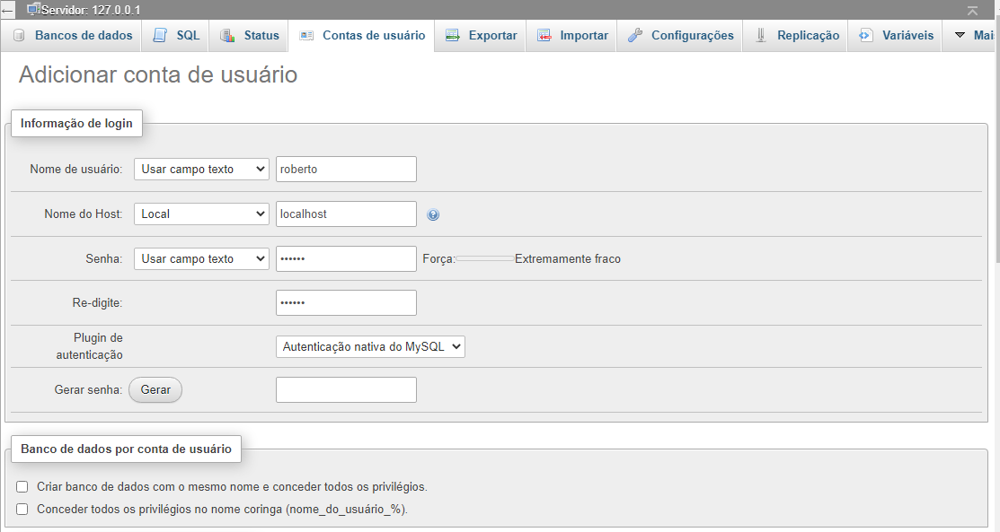 Servidor: 127.0.0.1
Bancos de dados SQL Status Contas de usuário Exportar Importar Configurações Replicação Variáveis Mai
Adicionar conta de usuário
Informação de login
Nome de usuário: Usar campo texto roberto
Nome do Host: Local localhost
Senha: Usar campo texto •••••• Força: Extremamente fraco
Re-digite: ••••••
Plugin de
autenticação
Autenticação nativa do MySQL
Gerar senha: Gerar
Banco de dados por conta de usuário
Criar banco de dados com o mesmo nome e conceder todos os privilégios.
Conceder todos os privilégios no nome coringa (nome_do_usuário_%).